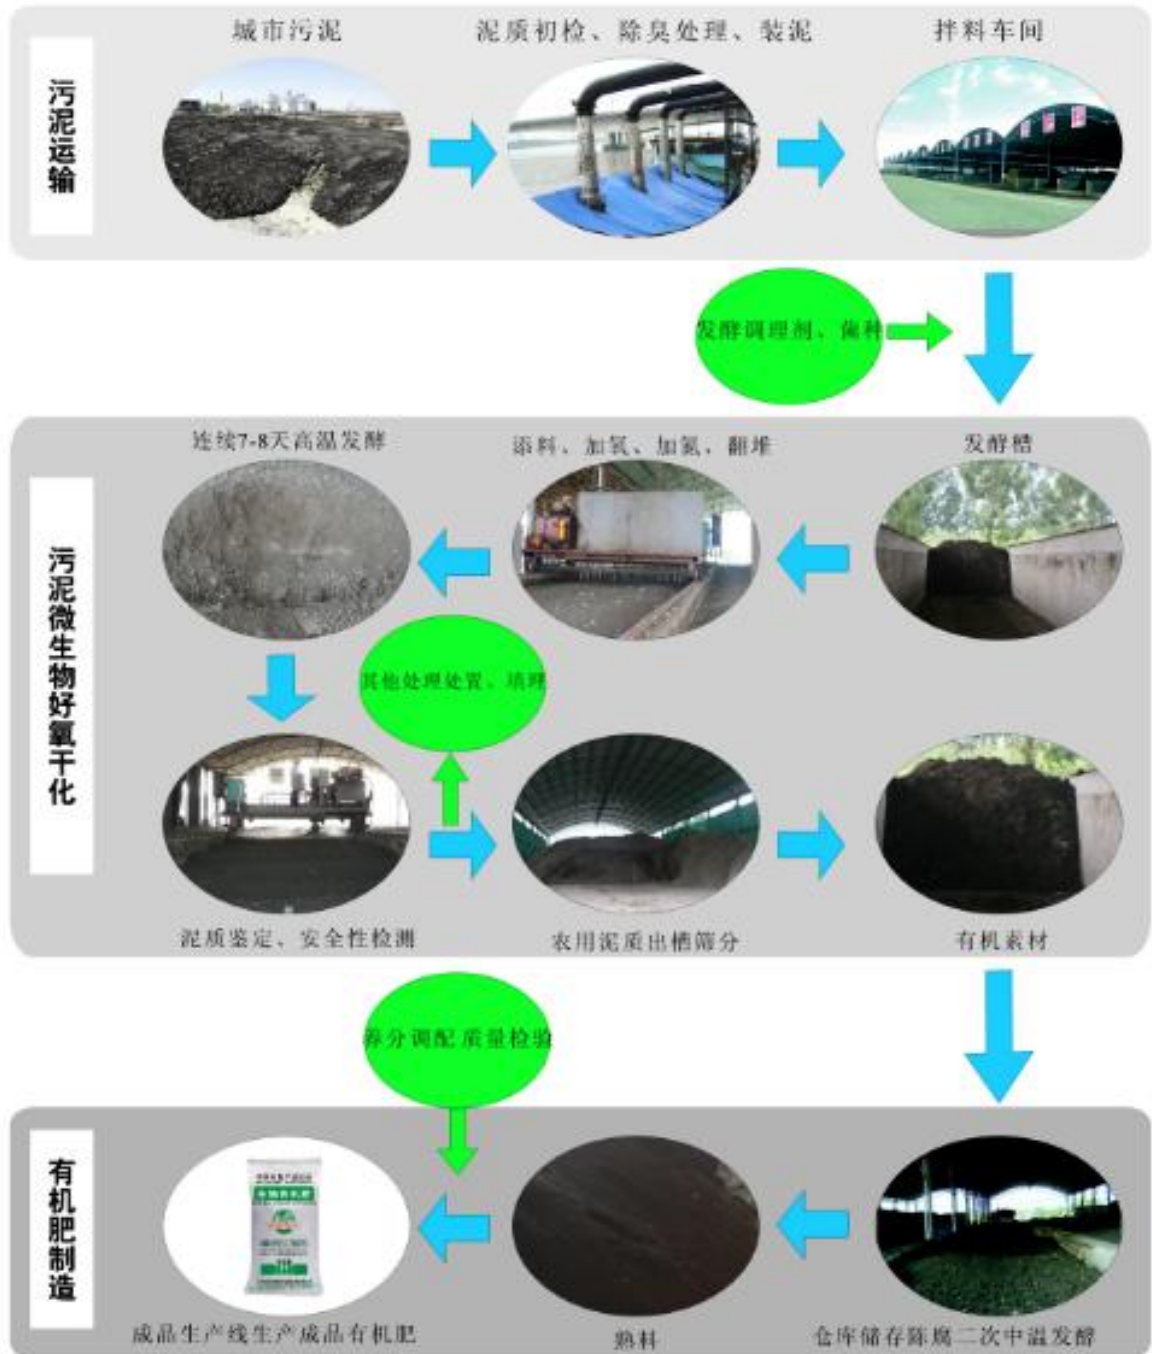 城市污泥
泥质初检、除臭处理、装泥
拌料车间
污泥运输
发酵调理剂、菌种
连续7-8天高温发酵
添料、加氧、加氮、翻堆
发酵槽
污泥微生物好氧干化
其他处理处置、填埋
泥质鉴定、安全性检测
农用泥质出槽筛分
有机素材
养分调配 质量检验
有机肥制造
成品生产线生产成品有机肥
熟料
仓库储存陈腐二次中温发酵